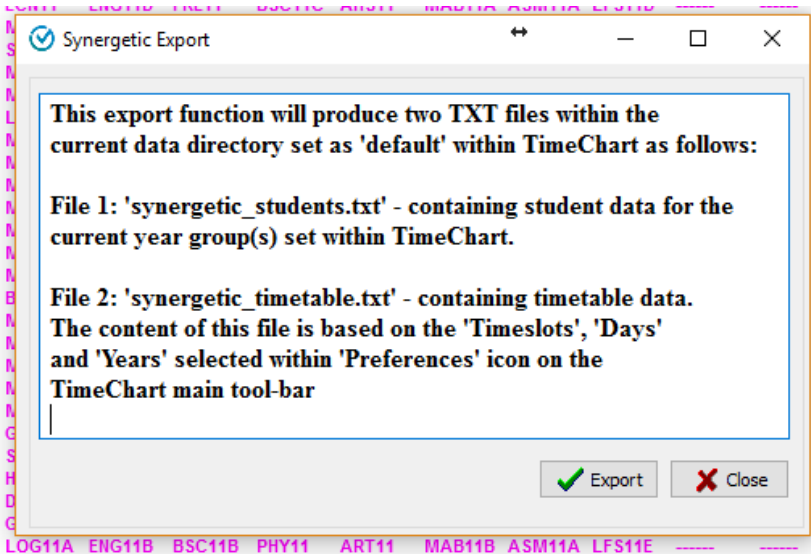 Synergetic Export
This export function will produce two TXT files within the
current data directory set as 'default' within TimeChart as follows:
File 1: 'synergetic_students.txt' - containing student data for the
current year group(s) set within TimeChart.
File 2: 'synergetic_timetable.txt' - containing timetable data.
The content of this file is based on the 'Timeslots', 'Days'
and 'Years' selected within 'Preferences' icon on the
TimeChart main tool-bar
Export Close
LOG11A ENG11B BSC11B PHY11 ART11 MAB11B ASM11A LFS11E ------ ------